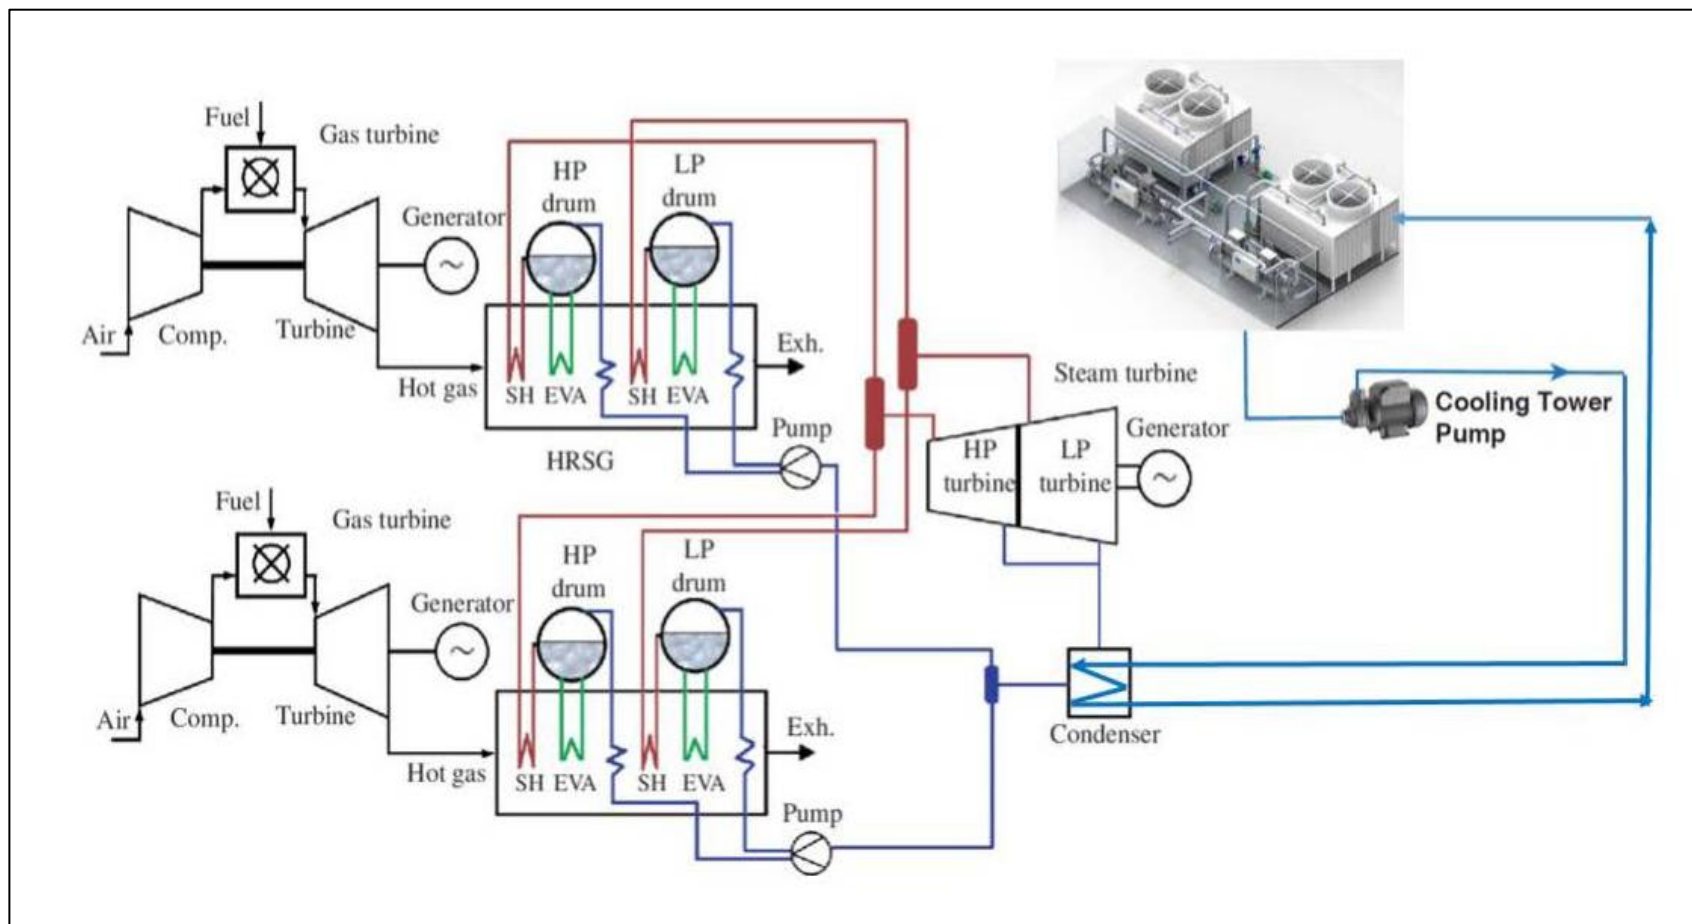 Fuel
Gas turbine
HP
drum
LP
drum
Generator
~
Air
Comp.
Turbine
Hot gas
SH
EVA
SH
EVA
Exh.
HRSG
Pump
Steam turbine
HP
turbine
LP
turbine
Generator
~
Cooling Tower
Pump
Fuel
Gas turbine
HP
drum
LP
drum
Generator
~
Air
Comp.
Turbine
Hot gas
SH
EVA
SH
EVA
Exh.
Pump
Condenser